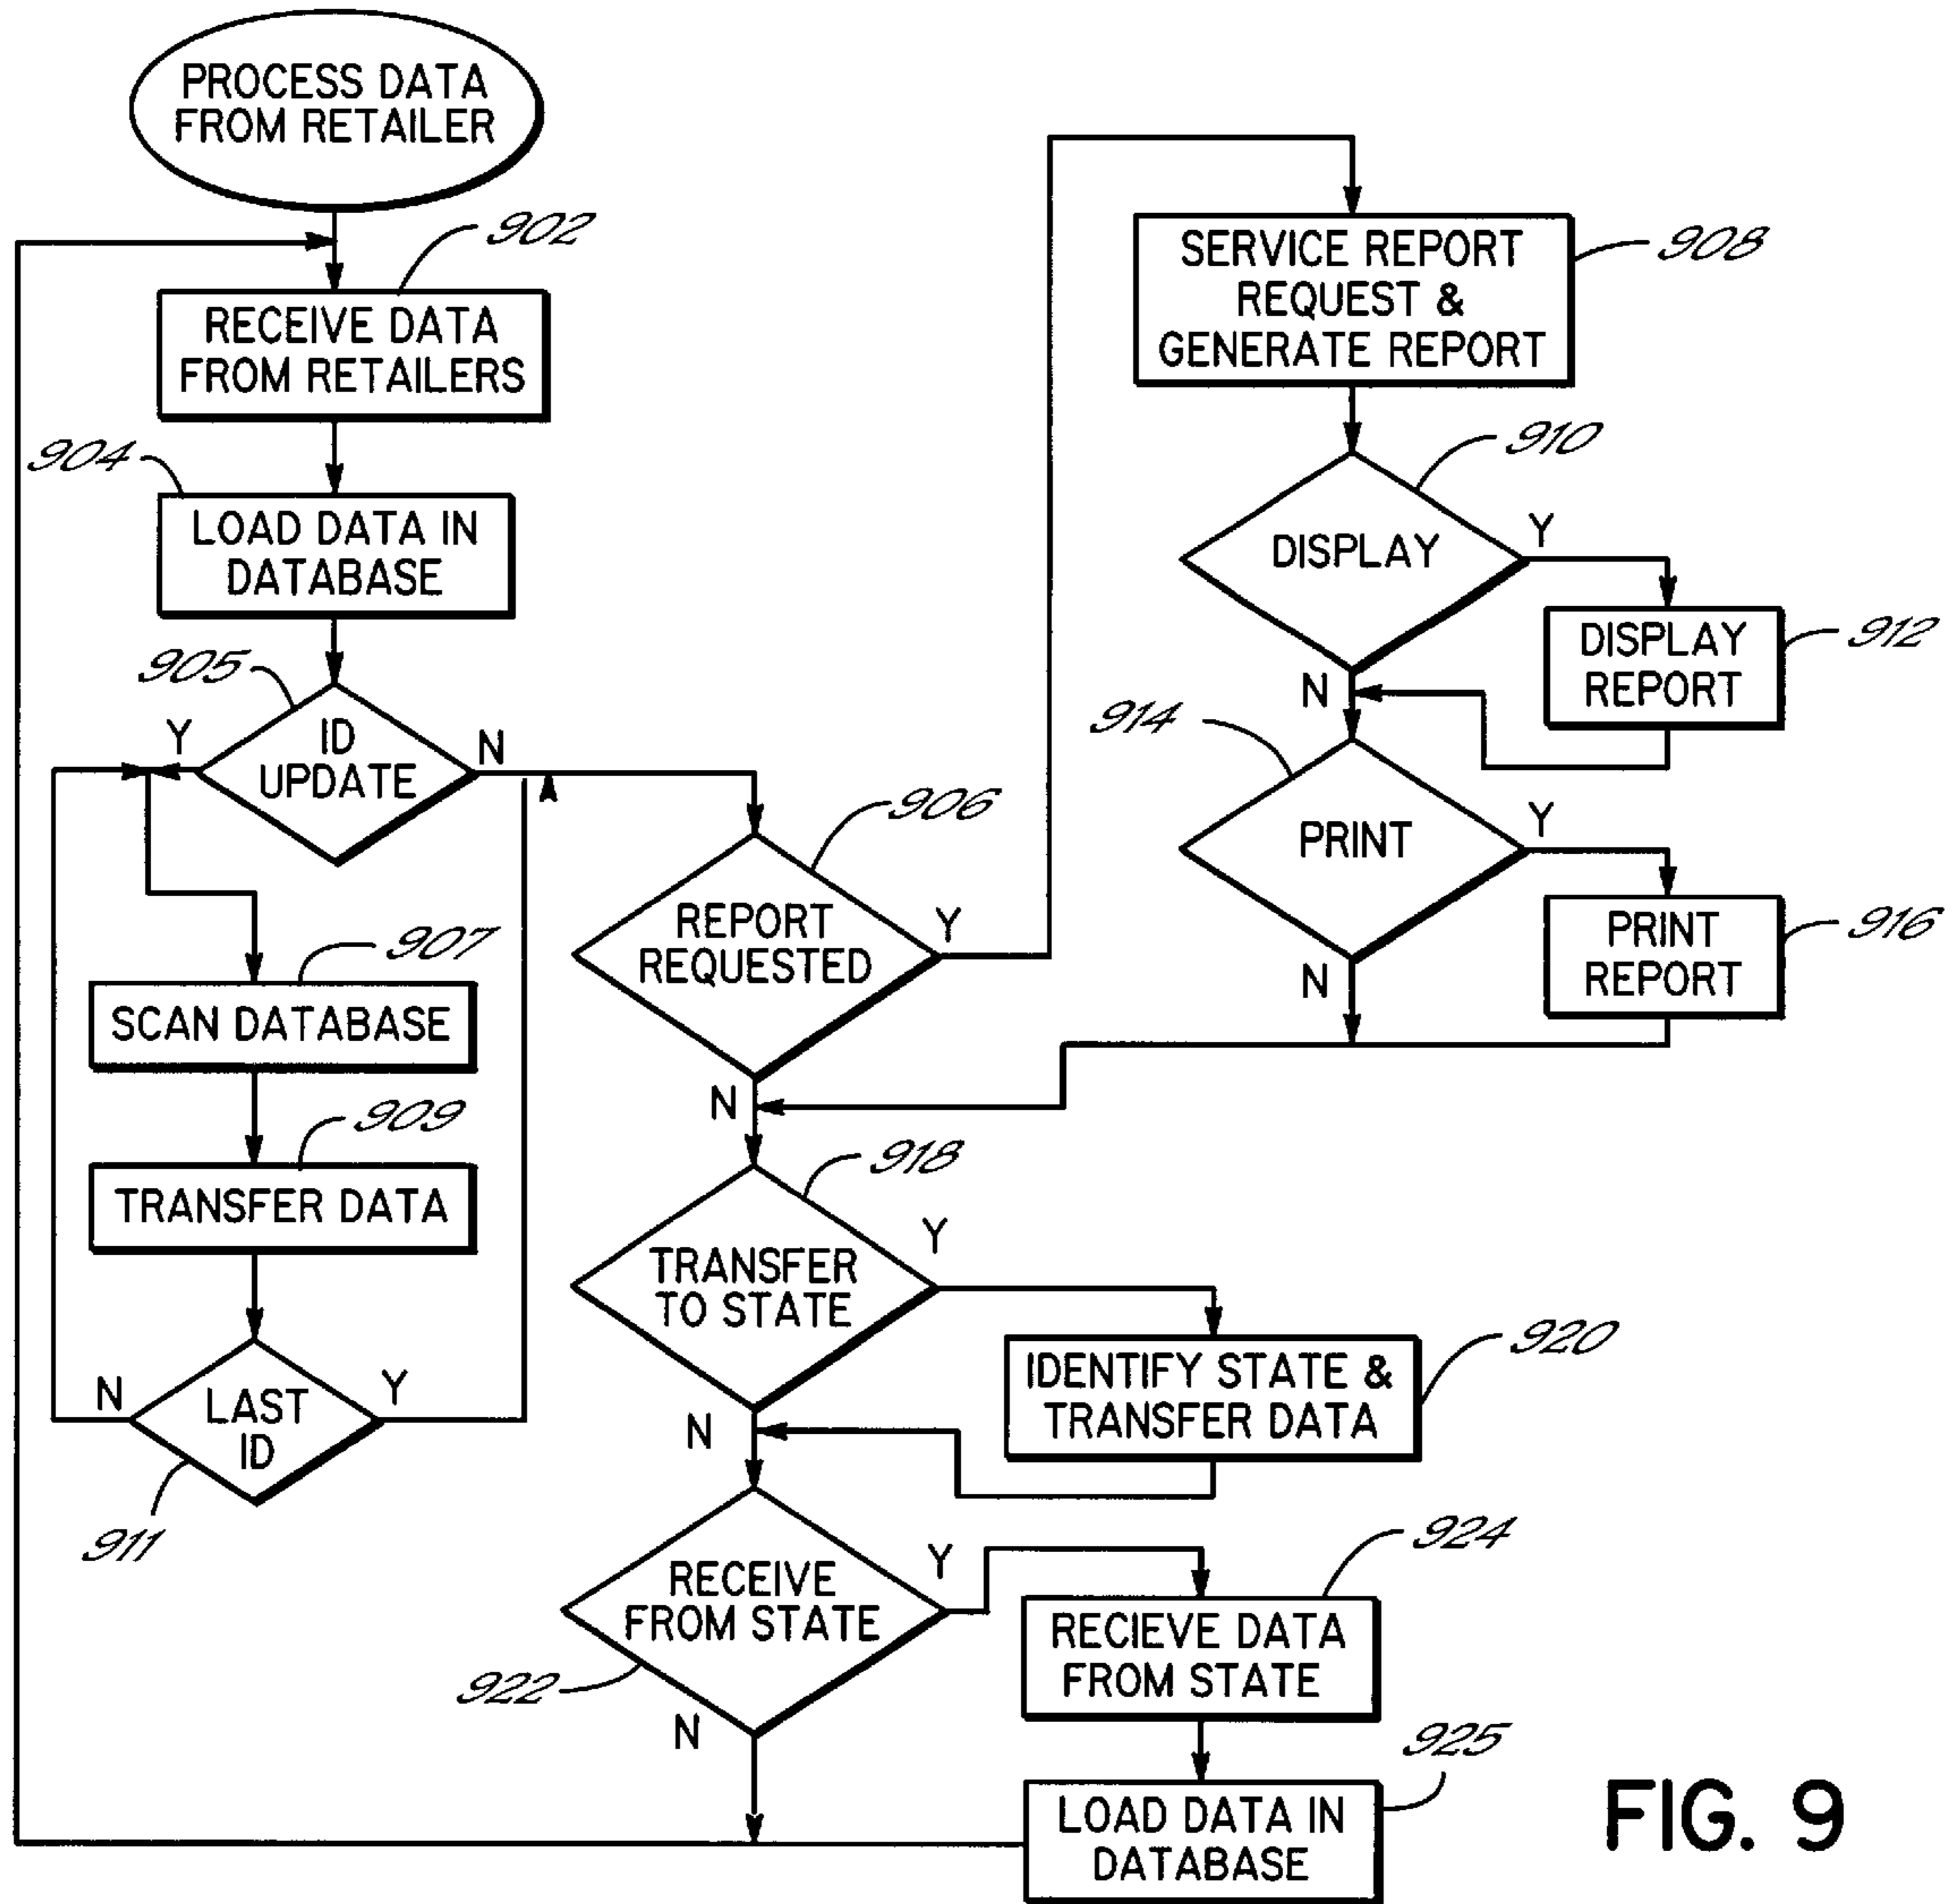 PROCESS DATA
FROM RETAILER
902
RECEIVE DATA
FROM RETAILERS
904
LOAD DATA IN
DATABASE
905
ID
UPDATE
Y
N
907
SCAN DATABASE
909
TRANSFER DATA
LAST
ID
N
Y
911
906
REPORT
REQUESTED
Y
N
908
SERVICE REPORT
REQUEST &
GENERATE REPORT
910
DISPLAY
Y
N
912
DISPLAY
REPORT
914
PRINT
Y
N
916
PRINT
REPORT
918
TRANSFER
TO STATE
Y
N
920
IDENTIFY STATE &
TRANSFER DATA
RECEIVE
FROM STATE
Y
N
922
924
RECIEVE DATA
FROM STATE
925
LOAD DATA IN
DATABASE
FIG. 9